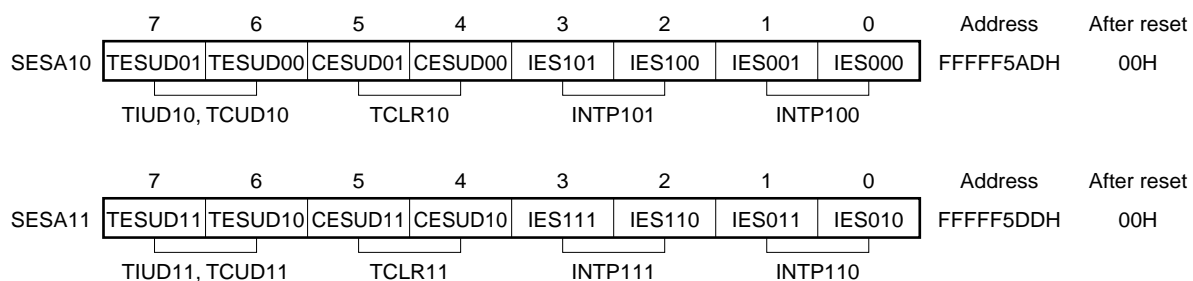 7 6 5 4 3 2 1 0 Address After reset
SESA10 TESUD01 TESUD00 CESUD01 CESUD00 IES101 IES100 IES001 IES000 FFFFF5ADH 00H
TIUD10, TCUD10 TCLR10 INTP101 INTP100
7 6 5 4 3 2 1 0 Address After reset
SESA11 TESUD11 TESUD10 CESUD11 CESUD10 IES111 IES110 IES011 IES010 FFFFF5DDH 00H
TIUD11, TCUD11 TCLR11 INTP111 INTP110